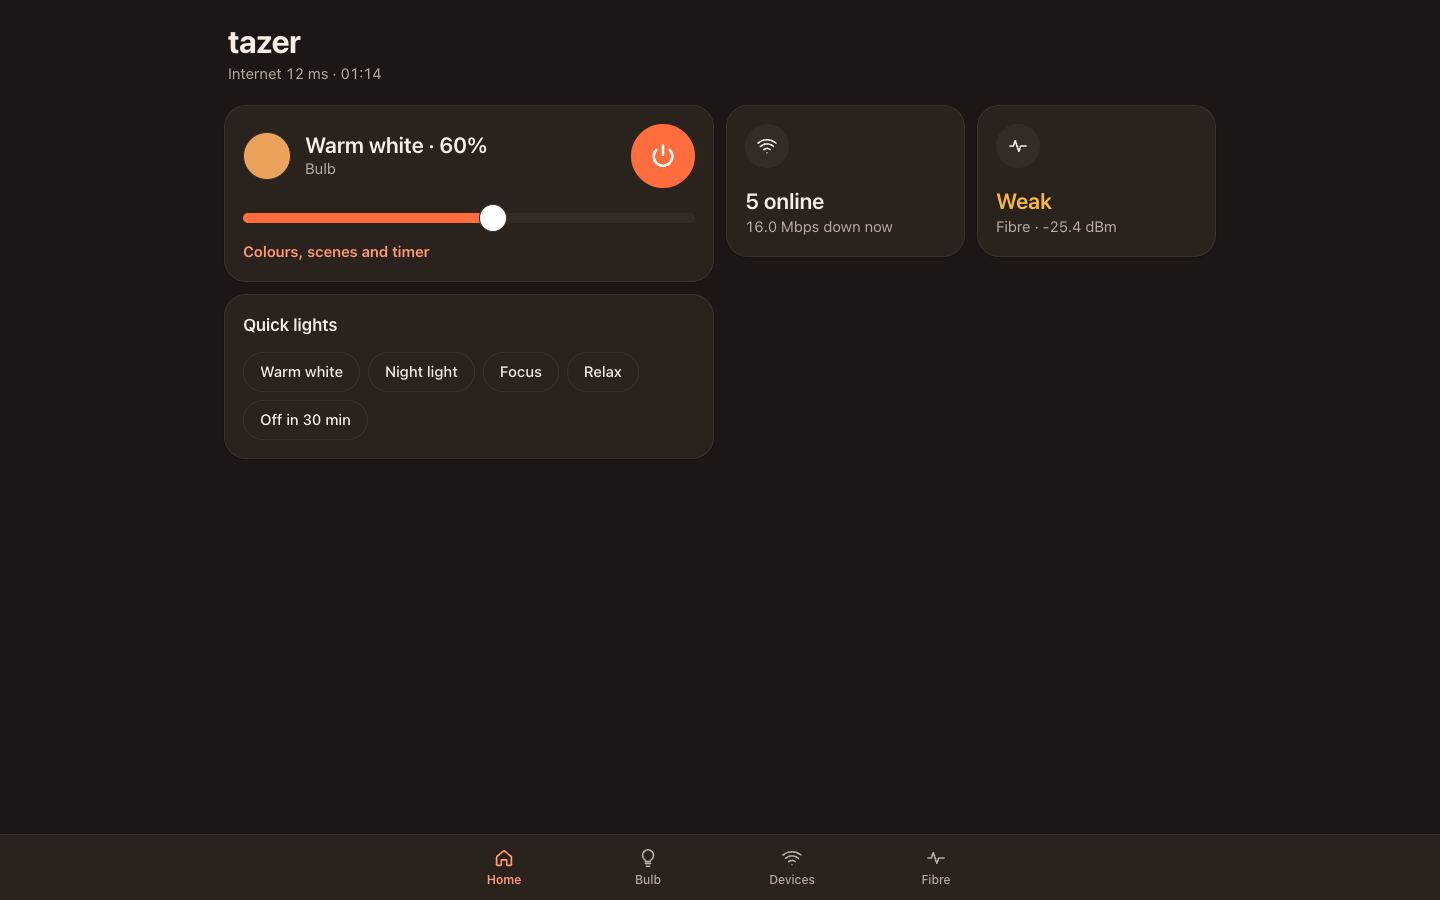 tazer
Internet 12 ms · 01:14
Warm white · 60%
Bulb
Colours, scenes and timer
5 online
16.0 Mbps down now
Weak
Fibre · -25.4 dBm
Quick lights
Warm white
Night light
Focus
Relax
Off in 30 min
Home
Bulb
Devices
Fibre